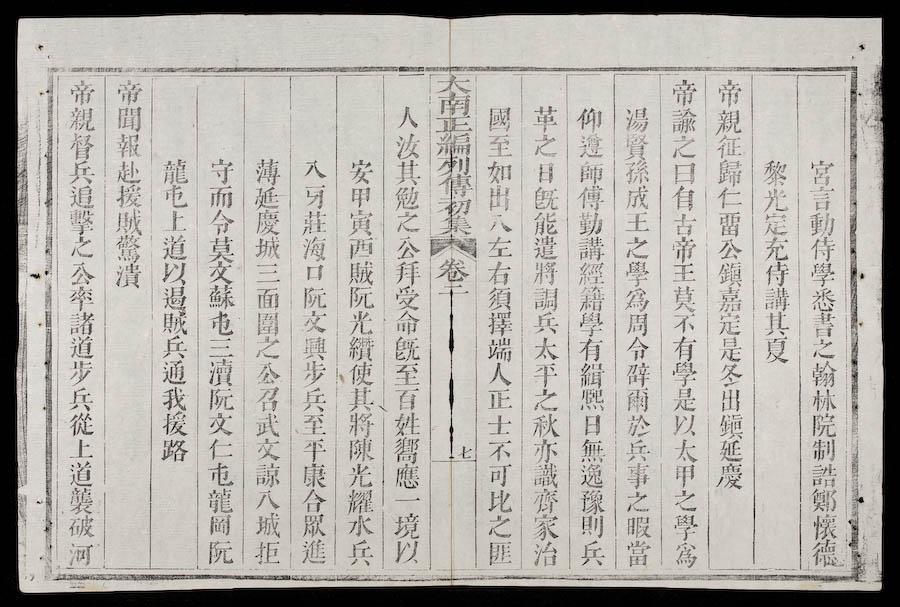 宮言動侍學悉書之翰林院制誥鄭懷德
黎光定充侍講其夏
帝親征歸仁畱公鎭嘉定是冬出鎭延慶
帝諭之曰自古帝王莫不有學是以太甲之學爲
湯賢孫成王之學爲周令辟爾於兵事之暇當
仰遵師傅勤講經籍學有緝熙日無逸豫則兵
革之日旣能遣將調兵太平之秋亦識齊家治
國至如出入左右須擇端人正士不可比之匪
大南正編列傳初集 卷二 七
人汝其勉之公拜受命旣至百姓嚮應一境以
安甲寅西賊阮光纘使其將陳光耀水兵
入牙莊海口阮文興步兵至平康合眾進
薄延慶城三面圍之公召武文諒入城拒
守而令莫文蘇屯三瀆阮文仁屯龍岡阮
龍屯上道以遏賊兵通我援路
帝聞報赴援賊驚潰
帝親督兵追擊之公率諸道步兵從上道襲破河